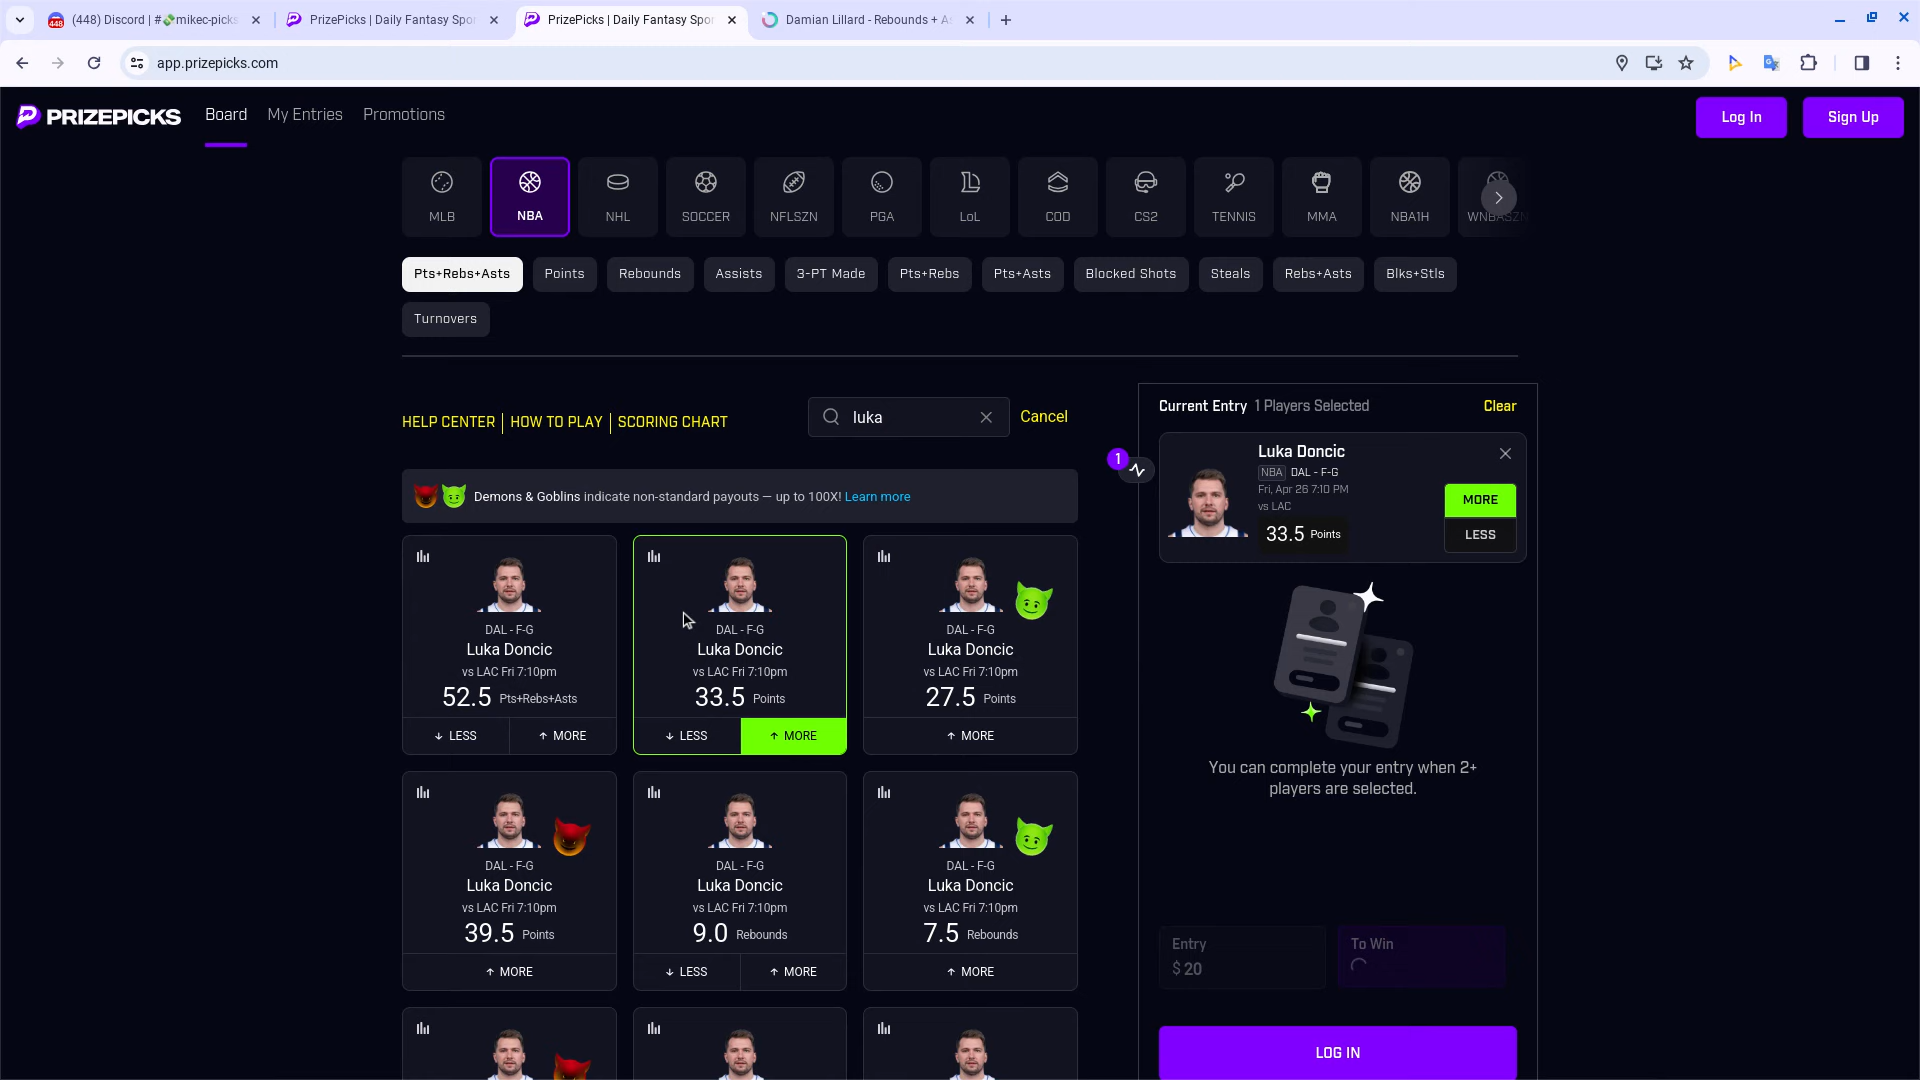 448
(448) Discord | #💸mikec-picks
PrizePicks | Daily Fantasy Spor
PrizePicks | Daily Fantasy Spor
Damian Lillard - Rebounds + As
app.prizepicks.com
PRIZEPICKS
Board
My Entries
Promotions
Log In
Sign Up
MLB
NBA
NHL
SOCCER
NFLSZN
PGA
LoL
COD
CS2
TENNIS
MMA
NBA1H
WNBASZN
Pts+Rebs+Asts
Points
Rebounds
Assists
3-PT Made
Pts+Rebs
Pts+Asts
Blocked Shots
Steals
Rebs+Asts
Blks+Stls
Turnovers
HELP CENTER
HOW TO PLAY
SCORING CHART
luka
Cancel
Demons & Goblins indicate non-standard payouts — up to 100X! Learn more
DAL - F-G
Luka Doncic
vs LAC Fri 7:10pm
52.5 Pts+Rebs+Asts
LESS
MORE
DAL - F-G
Luka Doncic
vs LAC Fri 7:10pm
33.5 Points
LESS
MORE
DAL - F-G
Luka Doncic
vs LAC Fri 7:10pm
27.5 Points
MORE
DAL - F-G
Luka Doncic
vs LAC Fri 7:10pm
39.5 Points
MORE
DAL - F-G
Luka Doncic
vs LAC Fri 7:10pm
9.0 Rebounds
LESS
MORE
DAL - F-G
Luka Doncic
vs LAC Fri 7:10pm
7.5 Rebounds
MORE
Current Entry 1 Players Selected
Clear
1
Luka Doncic
NBA DAL - F-G
Fri, Apr 26 7:10 PM
vs LAC
33.5 Points
MORE
LESS
You can complete your entry when 2+
players are selected.
Entry
$ 20
To Win
LOG IN